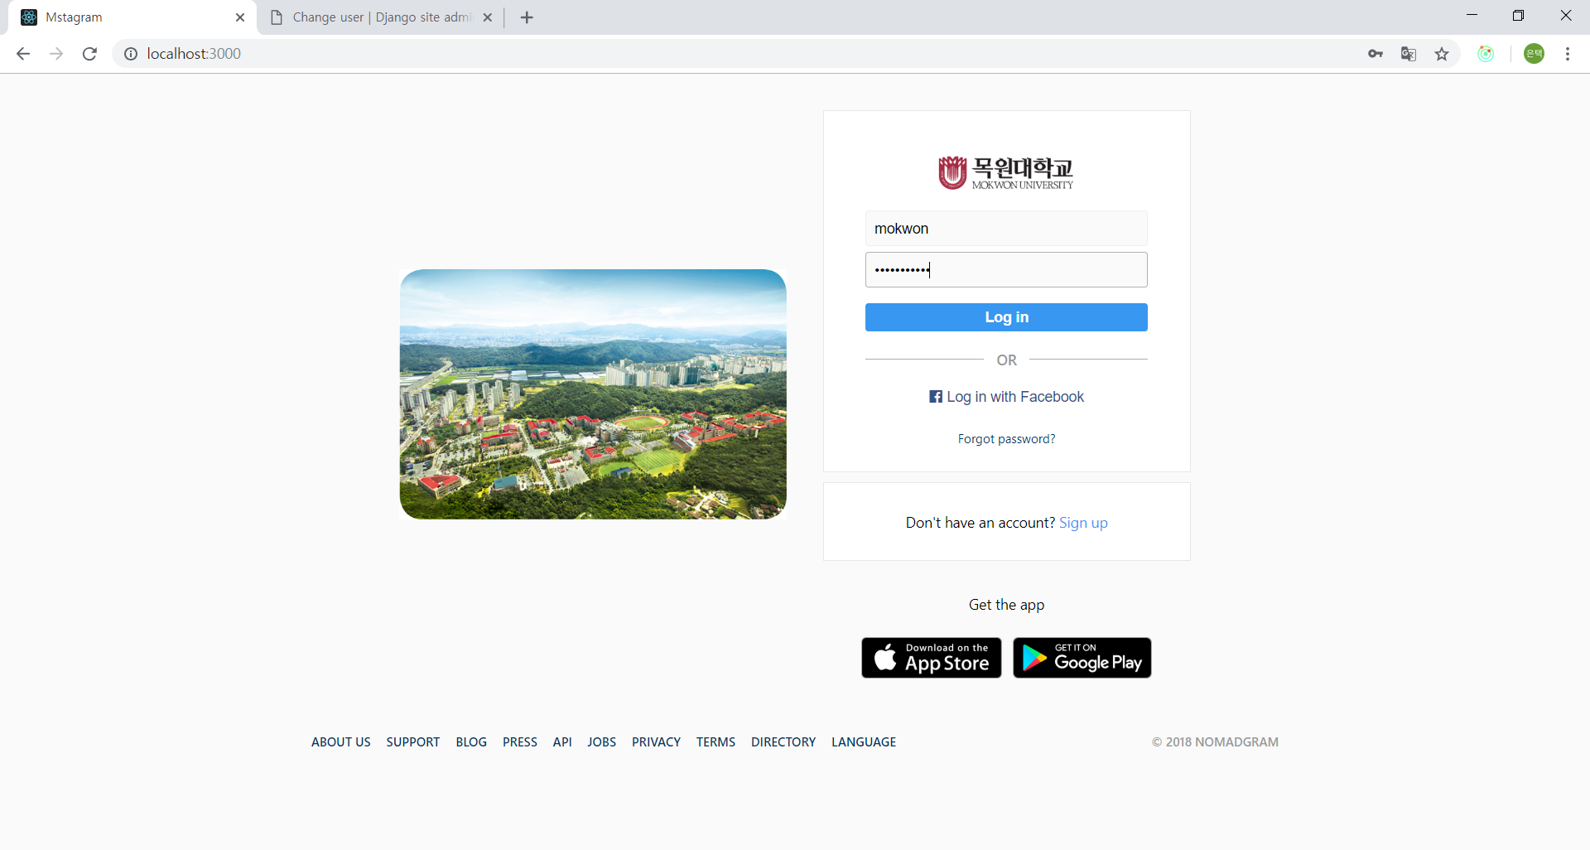 Mstagram
Change user | Django site admi
localhost:3000
은택
목원대학교
MOKWON UNIVERSITY
mokwon
•••••••••••
Log in
OR
Log in with Facebook
Forgot password?
Don't have an account? Sign up
Get the app
Download on the
App Store
GET IT ON
Google Play
ABOUT US SUPPORT BLOG PRESS API JOBS PRIVACY TERMS DIRECTORY LANGUAGE
© 2018 NOMADGRAM